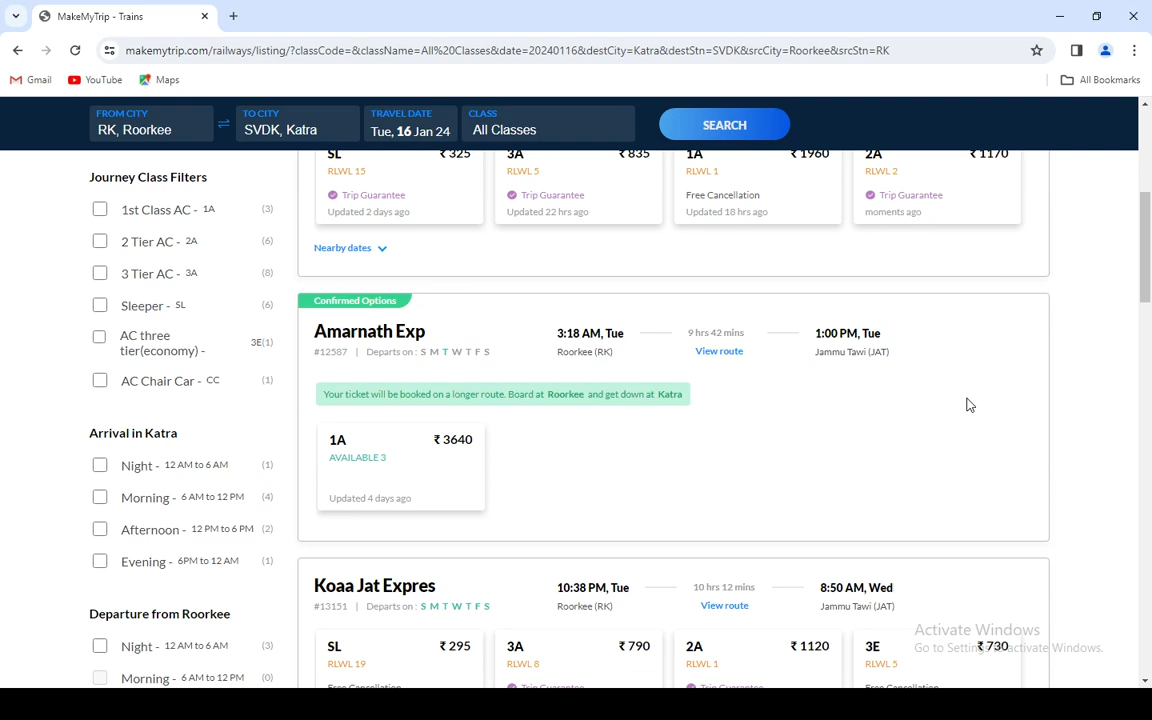 MakeMyTrip - Trains
makemytrip.com/railways/listing/?classCode=&className=All%20Classes&date=20240116&destCity=Katra&destStn=SVDK&srcCity=Roorkee&srcStn=RK
Gmail YouTube Maps All Bookmarks
FROM CITY TO CITY TRAVEL DATE CLASS
RK, Roorkee SVDK, Katra Tue, 16 Jan 24 All Classes SEARCH
SL ₹ 325 3A ₹ 835 1A ₹ 1960 2A ₹ 1170
RLWL 15 RLWL 5 RLWL 1 RLWL 2
Trip Guarantee Trip Guarantee Free Cancellation Trip Guarantee
Updated 2 days ago Updated 22 hrs ago Updated 18 hrs ago moments ago
Nearby dates
Journey Class Filters
1st Class AC - 1A (3)
2 Tier AC - 2A (6)
3 Tier AC - 3A (8)
Sleeper - SL (6)
AC three
tier(economy) - 3E(1)
AC Chair Car - CC (1)
Arrival in Katra
Night - 12 AM to 6 AM (1)
Morning - 6 AM to 12 PM (4)
Afternoon - 12 PM to 6 PM (2)
Evening - 6PM to 12 AM (1)
Departure from Roorkee
Night - 12 AM to 6 AM (3)
Morning - 6 AM to 12 PM (0)
Confirmed Options
Amarnath Exp 3:18 AM, Tue 9 hrs 42 mins 1:00 PM, Tue
#12587 | Departs on : S M T W T F S Roorkee (RK) View route Jammu Tawi (JAT)
Your ticket will be booked on a longer route. Board at Roorkee and get down at Katra
1A ₹ 3640
AVAILABLE 3
Updated 4 days ago
Koaa Jat Expres 10:38 PM, Tue 10 hrs 12 mins 8:50 AM, Wed
#13151 | Departs on : S M T W T F S Roorkee (RK) View route Jammu Tawi (JAT)
SL ₹ 295 3A ₹ 790 2A ₹ 1120 3E ₹ 730
RLWL 19 RLWL 8 RLWL 1 RLWL 5
Free Cancellation Trip Guarantee Trip Guarantee Free Cancellation
Activate Windows
Go to Settings to activate Windows.